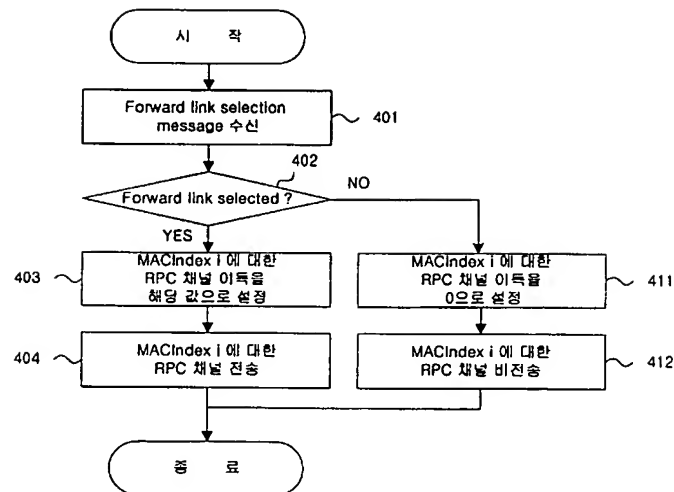 시 작
Forward link selection
message 수신
401
402
Forward link selected ?
NO
YES
403
MACIndex i 에 대한
RPC 채널 이득을
해당 값으로 설정
MACIndex i 에 대한
RPC 채널 이득을
0으로 설정
411
404
MACIndex i 에 대한
RPC 채널 전송
MACIndex i 에 대한
RPC 채널 비전송
412
종 료